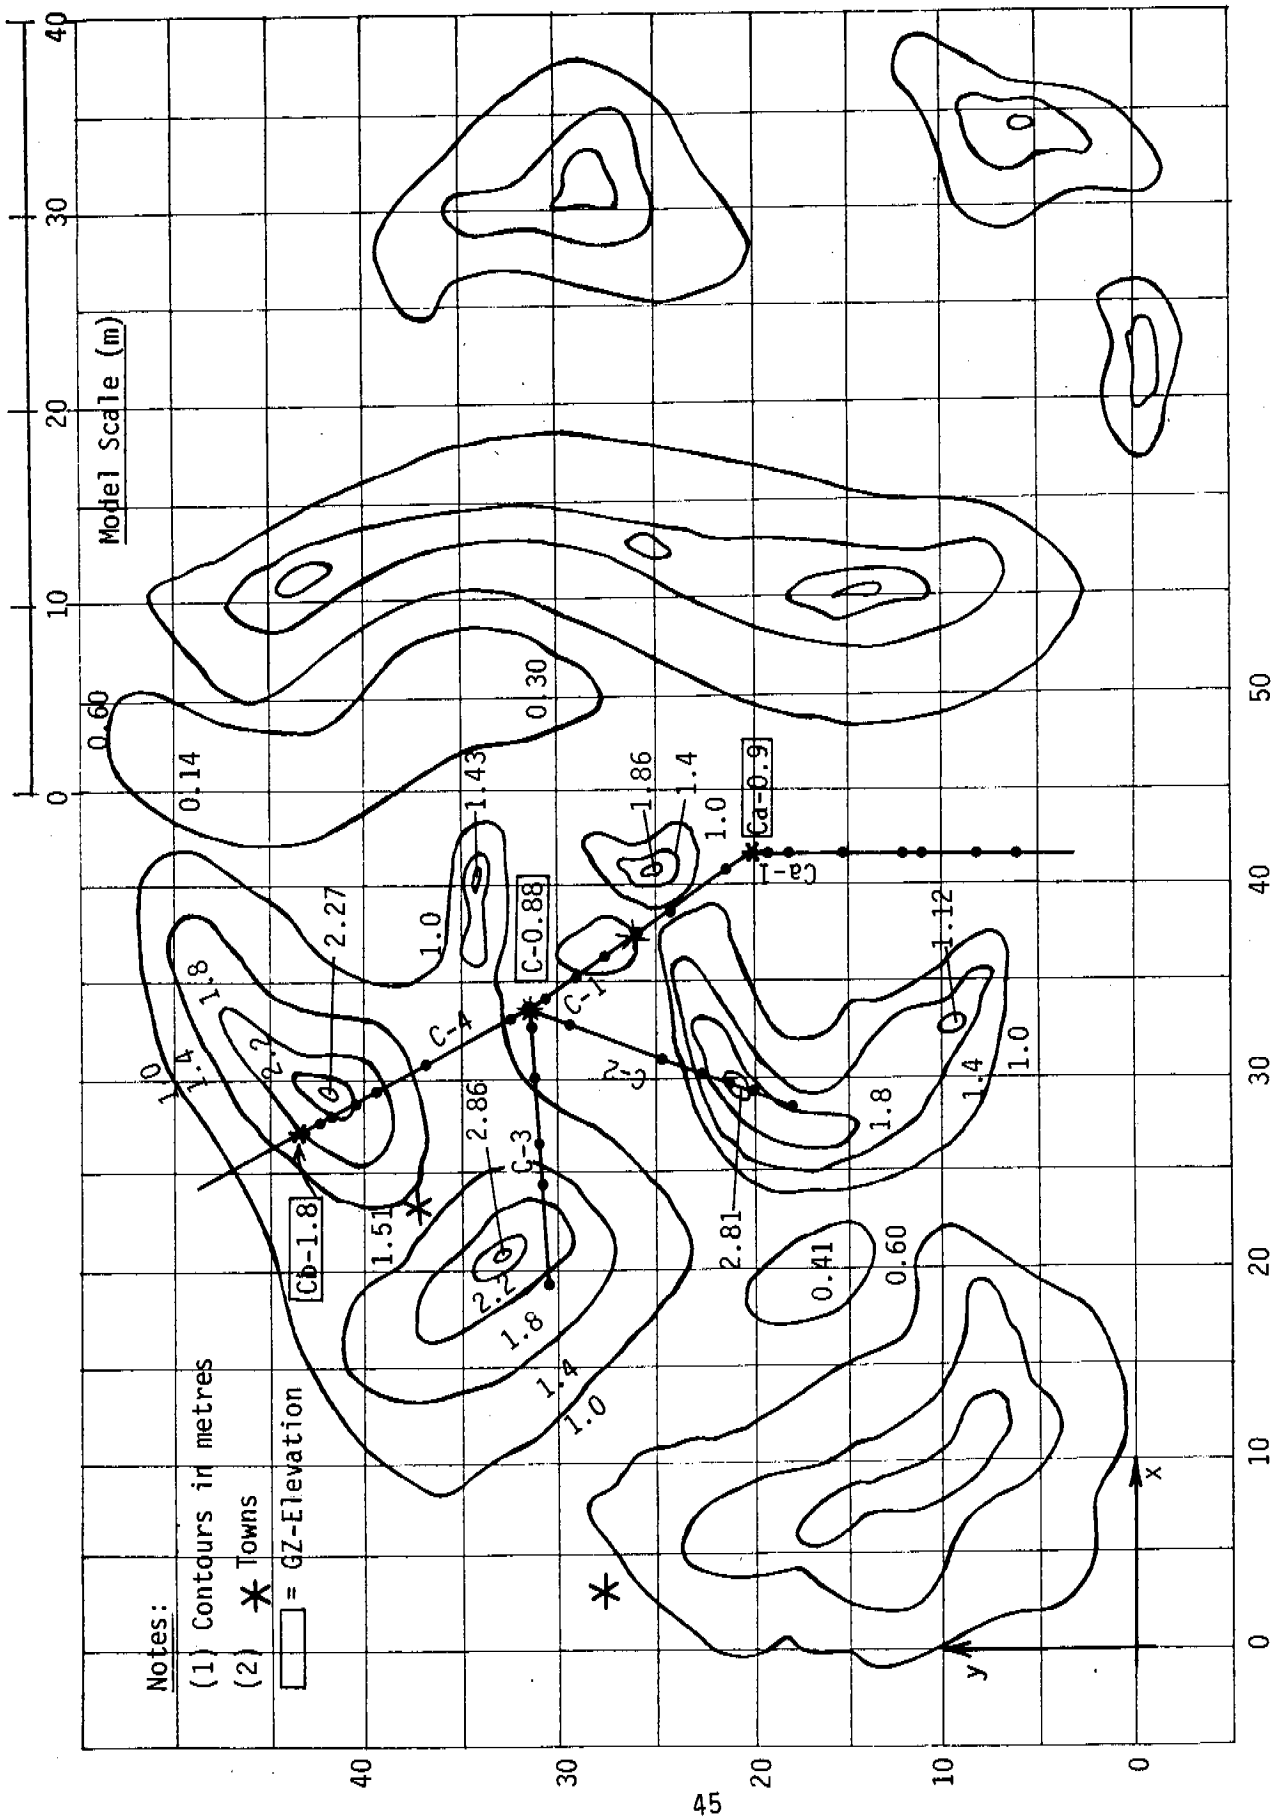 Notes:
(1) Contours in metres
(2) * Towns
= GZ-Elevation
Model Scale (m)
1
0
10
20
30
40
0.60
0.14
0.30
1.0
1.4
1.8
2.2
2.27
1.0
1.43
C-4
Cb-1.8
1.51
C-0.88
C-1
C-2
C-3
2.86
2.2
1.8
1.4
1.0
1.86
1.4
1.0
Ca-0.9
Ca-1
2.81
1.12
1.8
1.4
1.0
0.41
0.60
y
x
40
30
20
10
0
0
10
20
30
40
50
45